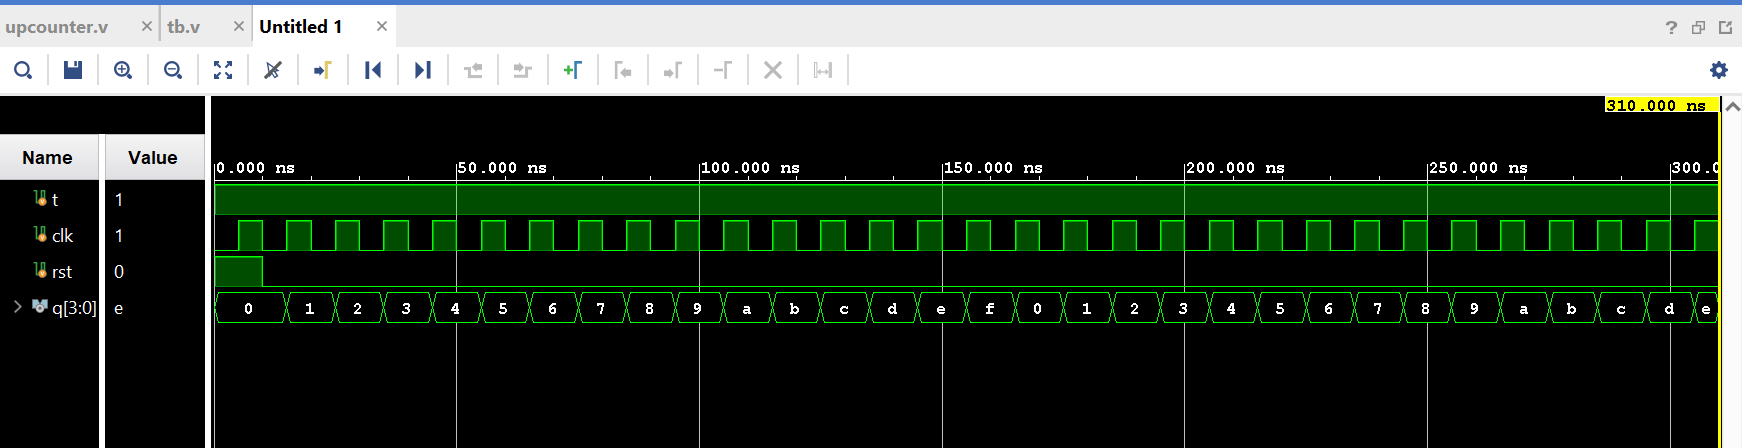 upcounter.v tb.v Untitled 1
310.000 ns
Name Value
0.000 ns 50.000 ns 100.000 ns 150.000 ns 200.000 ns 250.000 ns 300.0
t 1
clk 1
rst 0
q[3:0] e 0 1 2 3 4 5 6 7 8 9 a b c d e f 0 1 2 3 4 5 6 7 8 9 a b c d e